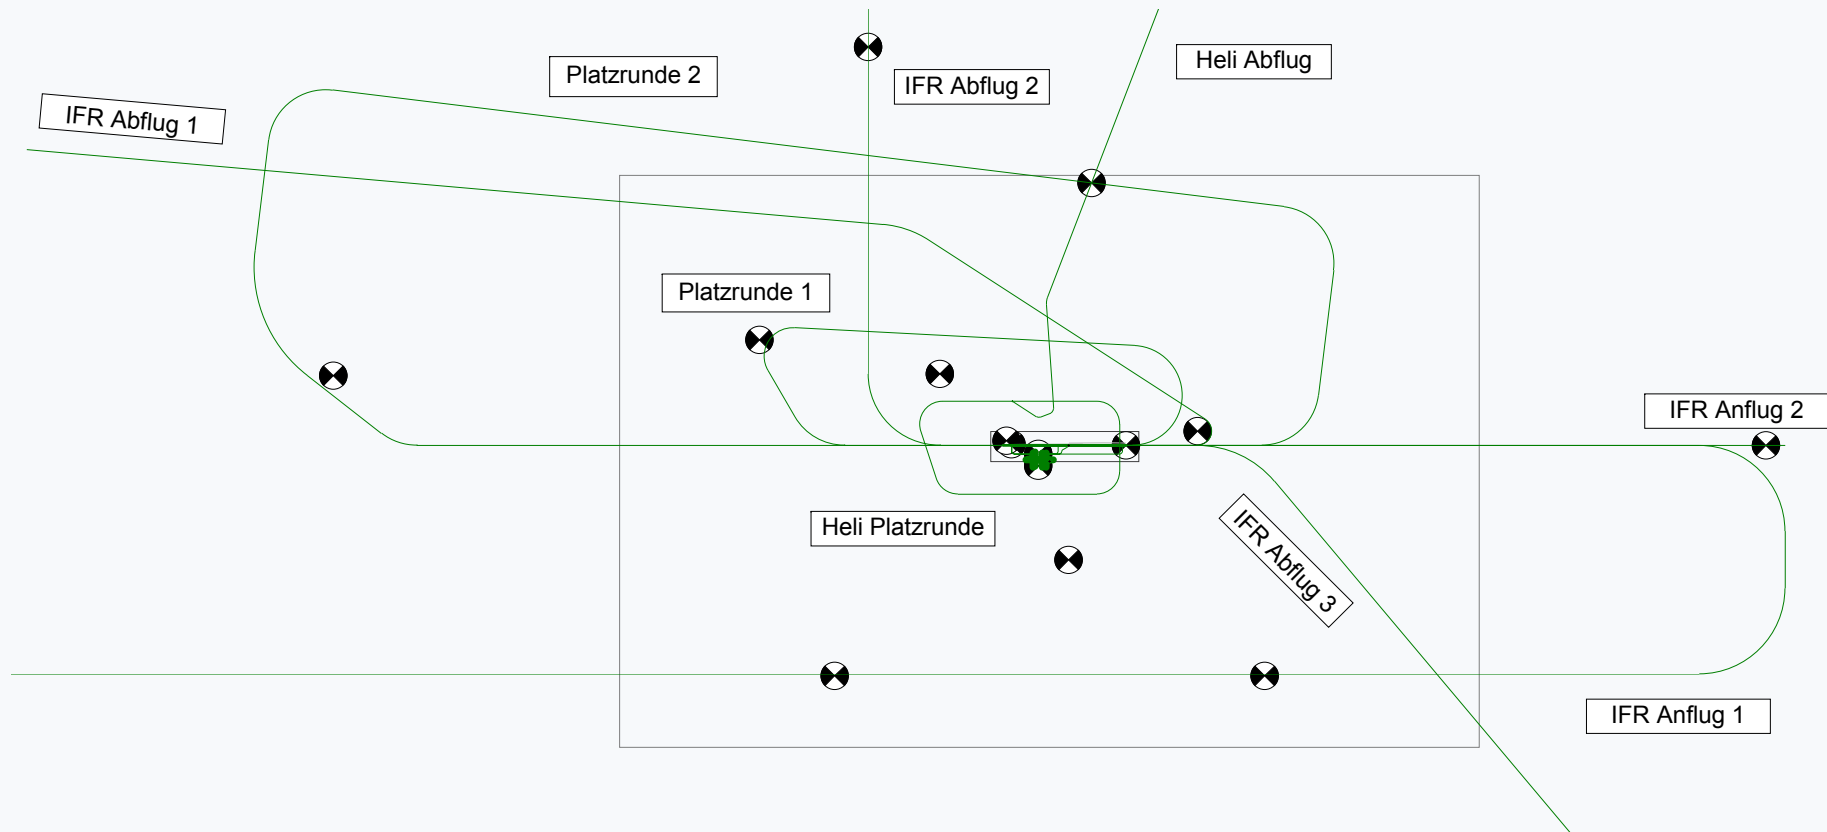 Heli Abflug
Platzrunde 2
IFR Abflug 2
IFR Abflug 1
Platzrunde 1
IFR Anflug 2
Heli Platzrunde
IFR Abflug 3
IFR Anflug 1